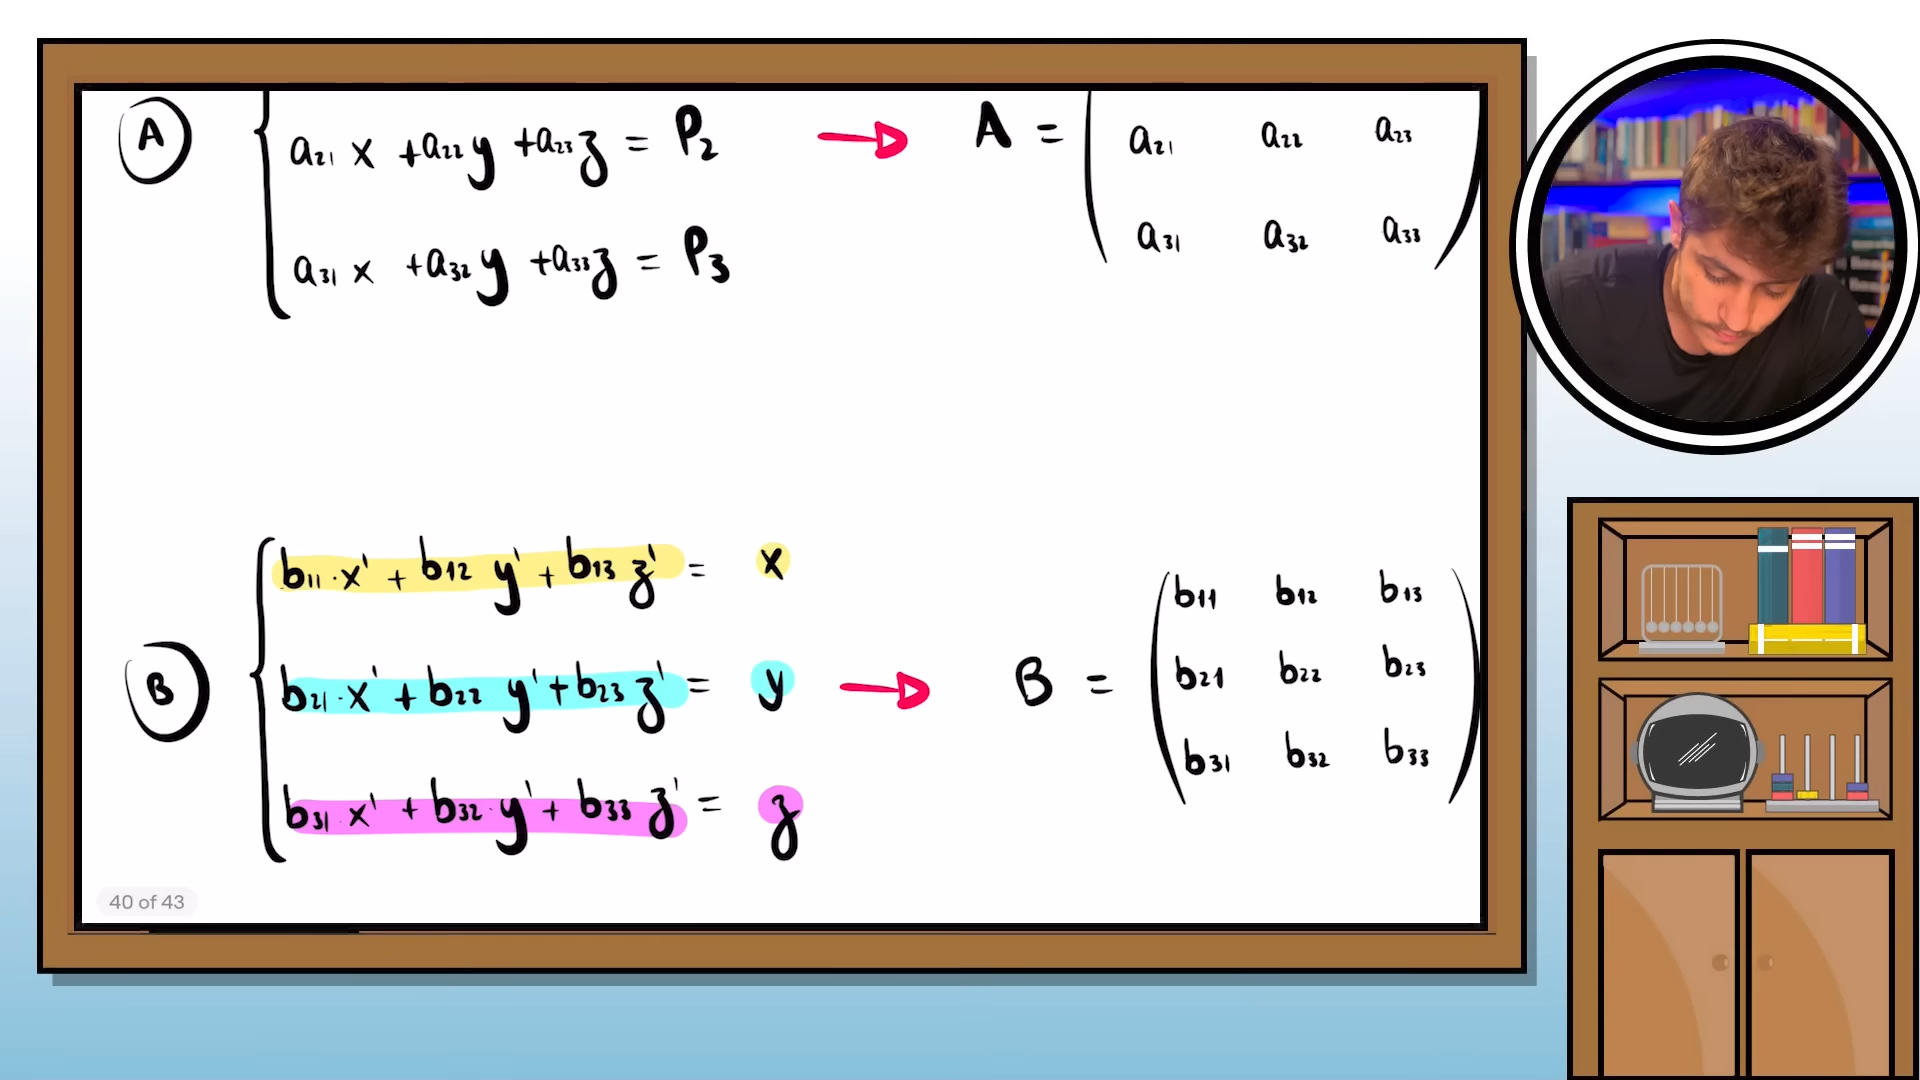 A
a₂₁ x + a₂₂ y + a₂₃ z = P₂
A = a₂₁ a₂₂ a₂₃
a₃₁ x + a₃₂ y + a₃₃ z = P₃
a₃₁ a₃₂ a₃₃
B
b₁₁ · x' + b₁₂ y' + b₁₃ z' = x
b₂₁ · x' + b₂₂ y' + b₂₃ z' = y
b₃₁ x' + b₃₂ · y' + b₃₃ z' = z
B =
b₁₁ b₁₂ b₁₃
b₂₁ b₂₂ b₂₃
b₃₁ b₃₂ b₃₃
40 of 43